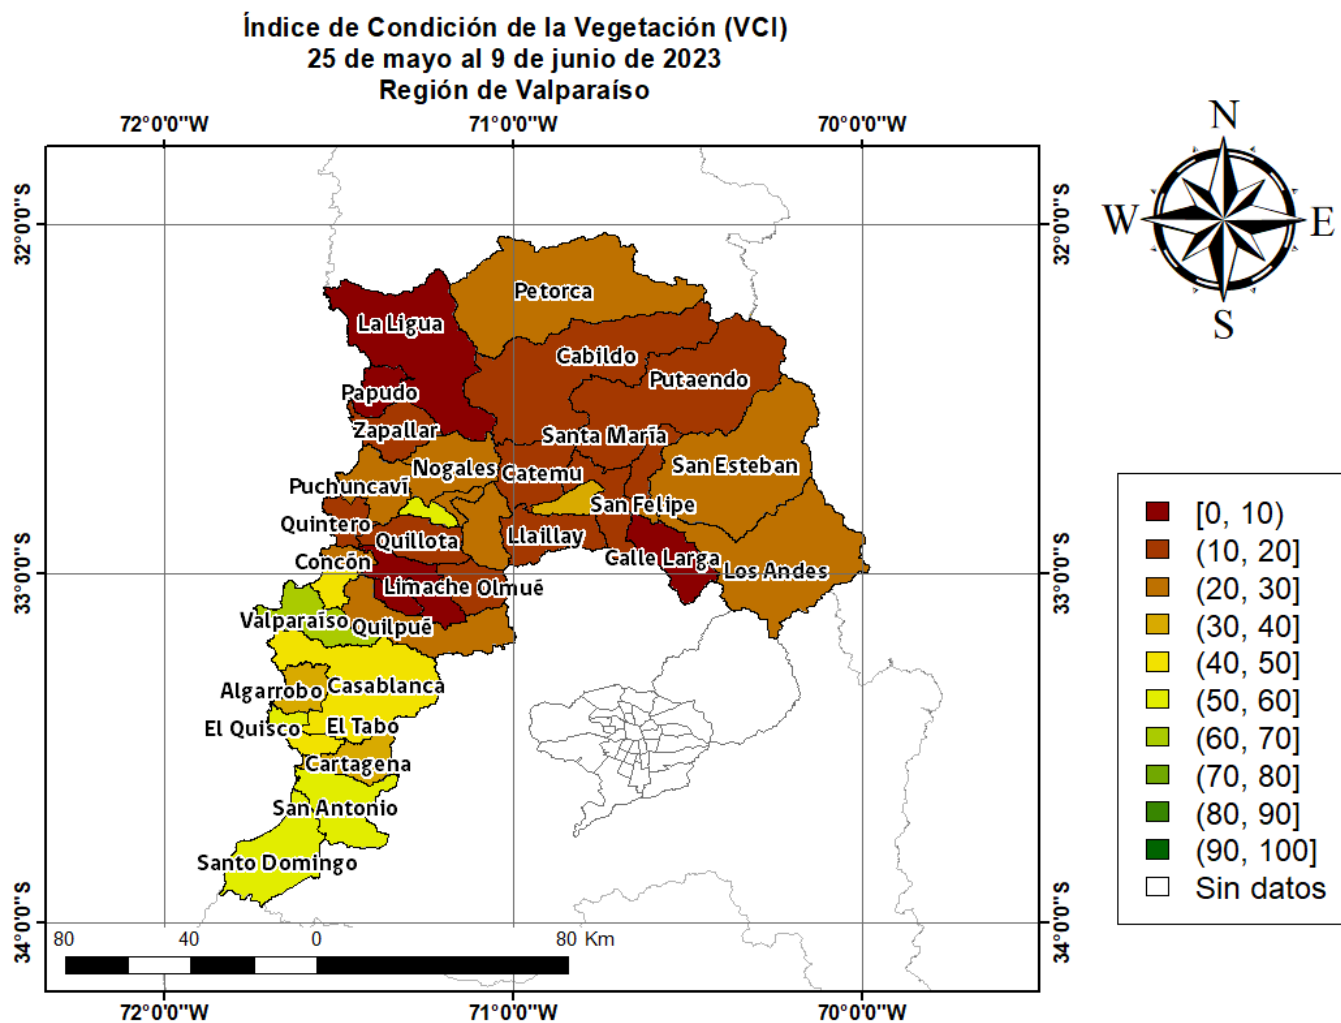 Índice de Condición de la Vegetación (VCI)
25 de mayo al 9 de junio de 2023
Región de Valparaíso
72°0'0"W 71°0'0"W 70°0'0"W
N
W E
S
32°0'0"S 32°0'0"S
Petorca
La Ligua
Cabildo
Putaendo
Papudo
Zapallar
Santa María
Nogales
Catemu
San Esteban
Puchuncaví
San Felipe
Quintero
Quillota
Llaillay
Concón
Calle Larga
Los Andes
33°0'0"S 33°0'0"S
Limache
Olmué
Valparaíso
Quilpué
Algarrobo
Casablanca
El Quisco
El Tabo
Cartagena
San Antonio
Santo Domingo
34°0'0"S 34°0'0"S
80 40 0 80 Km
72°0'0"W 71°0'0"W 70°0'0"W
[0, 10)
(10, 20]
(20, 30]
(30, 40]
(40, 50]
(50, 60]
(60, 70]
(70, 80]
(80, 90]
(90, 100]
Sin datos